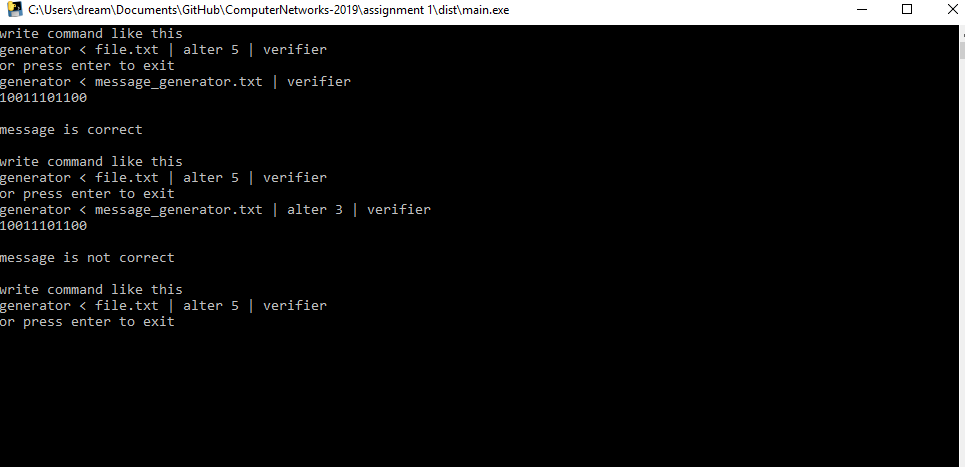 C:\Users\dream\Documents\GitHub\ComputerNetworks-2019\assignment 1\dist\main.exe
write command like this
generator < file.txt | alter 5 | verifier
or press enter to exit
generator < message_generator.txt | verifier
10011101100
message is correct
write command like this
generator < file.txt | alter 5 | verifier
or press enter to exit
generator < message_generator.txt | alter 3 | verifier
10011101100
message is not correct
write command like this
generator < file.txt | alter 5 | verifier
or press enter to exit